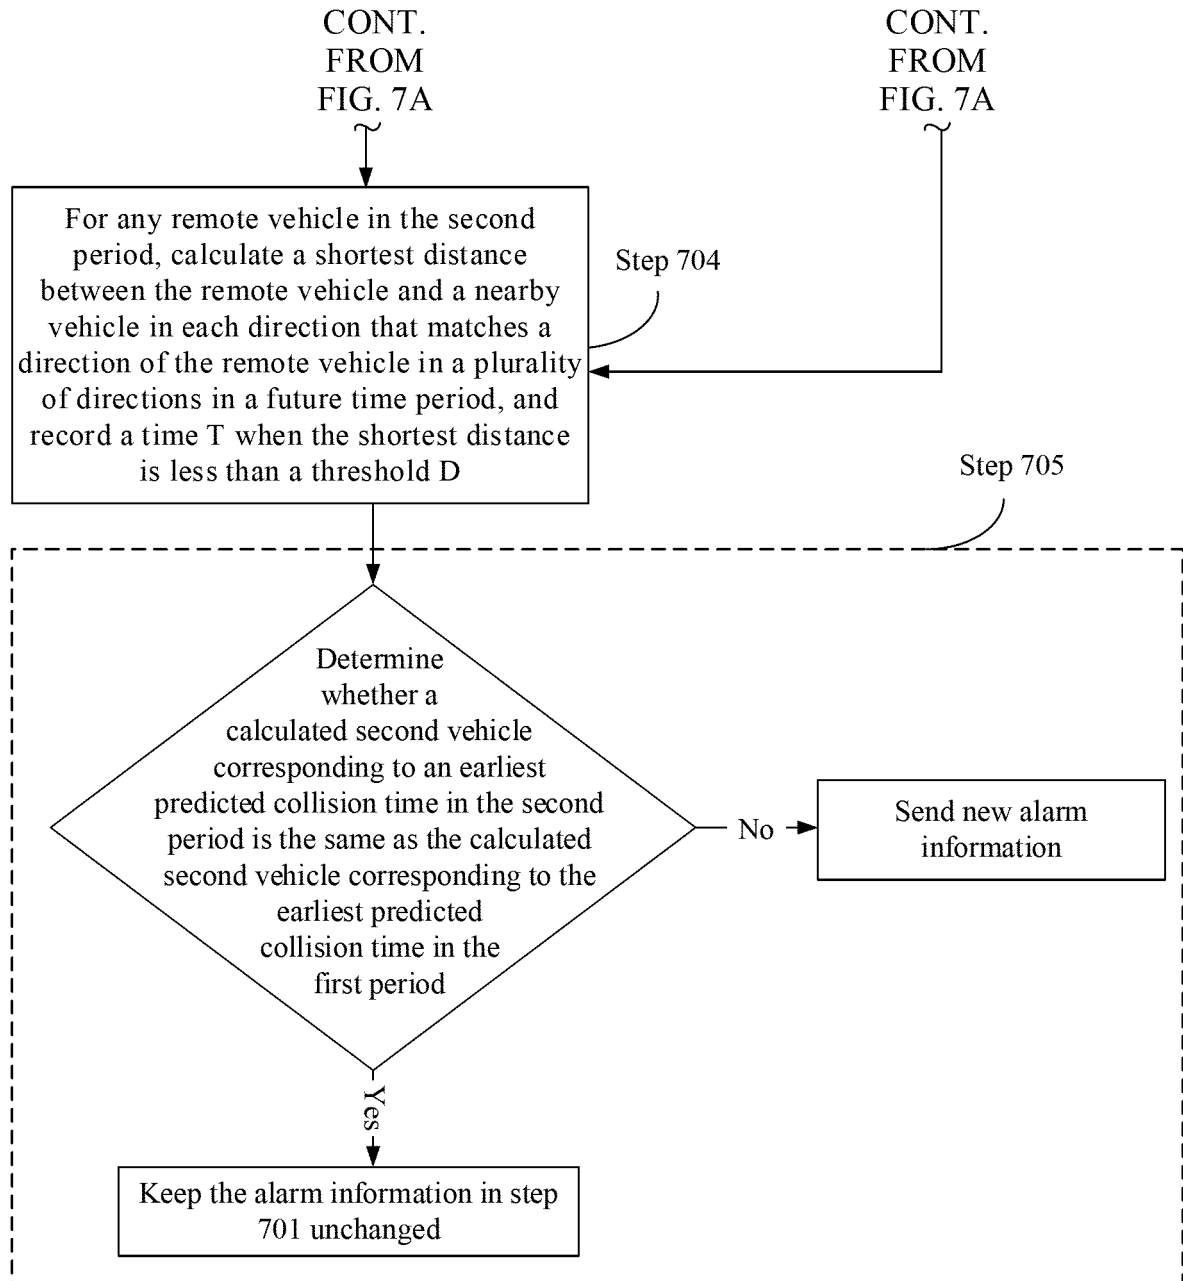 CONT.
FROM
FIG. 7A
CONT.
FROM
FIG. 7A
For any remote vehicle in the second
period, calculate a shortest distance
between the remote vehicle and a nearby
vehicle in each direction that matches a
direction of the remote vehicle in a plurality
of directions in a future time period, and
record a time T when the shortest distance
is less than a threshold D
Step 704
Step 705
Determine
whether a
calculated second vehicle
corresponding to an earliest
predicted collision time in the second
period is the same as the calculated
second vehicle corresponding to the
earliest predicted
collision time in the
first period
No
Send new alarm
information
Yes
Keep the alarm information in step
701 unchanged